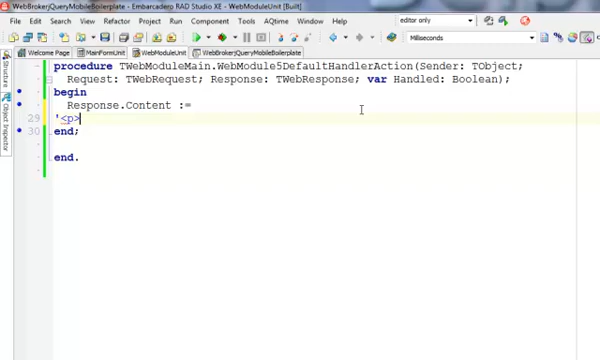 WebBrokerjQueryMobileBoilerplate - Embarcadero RAD Studio XE - WebModuleUnit [Built]
File Edit Search View Refactor Project Run Component Tools AQtime Window Help
editor only
Milliseconds
Welcome Page MainFormUnit WebModuleUnit WebBrokerjQueryMobileBoilerplate
Structure
Object Inspector
procedure TWebModuleMain.WebModule5DefaultHandlerAction(Sender: TObject;
Request: TWebRequest; Response: TWebResponse; var Handled: Boolean);
begin
Response.Content :=
29 '<p>
30 end;
end.